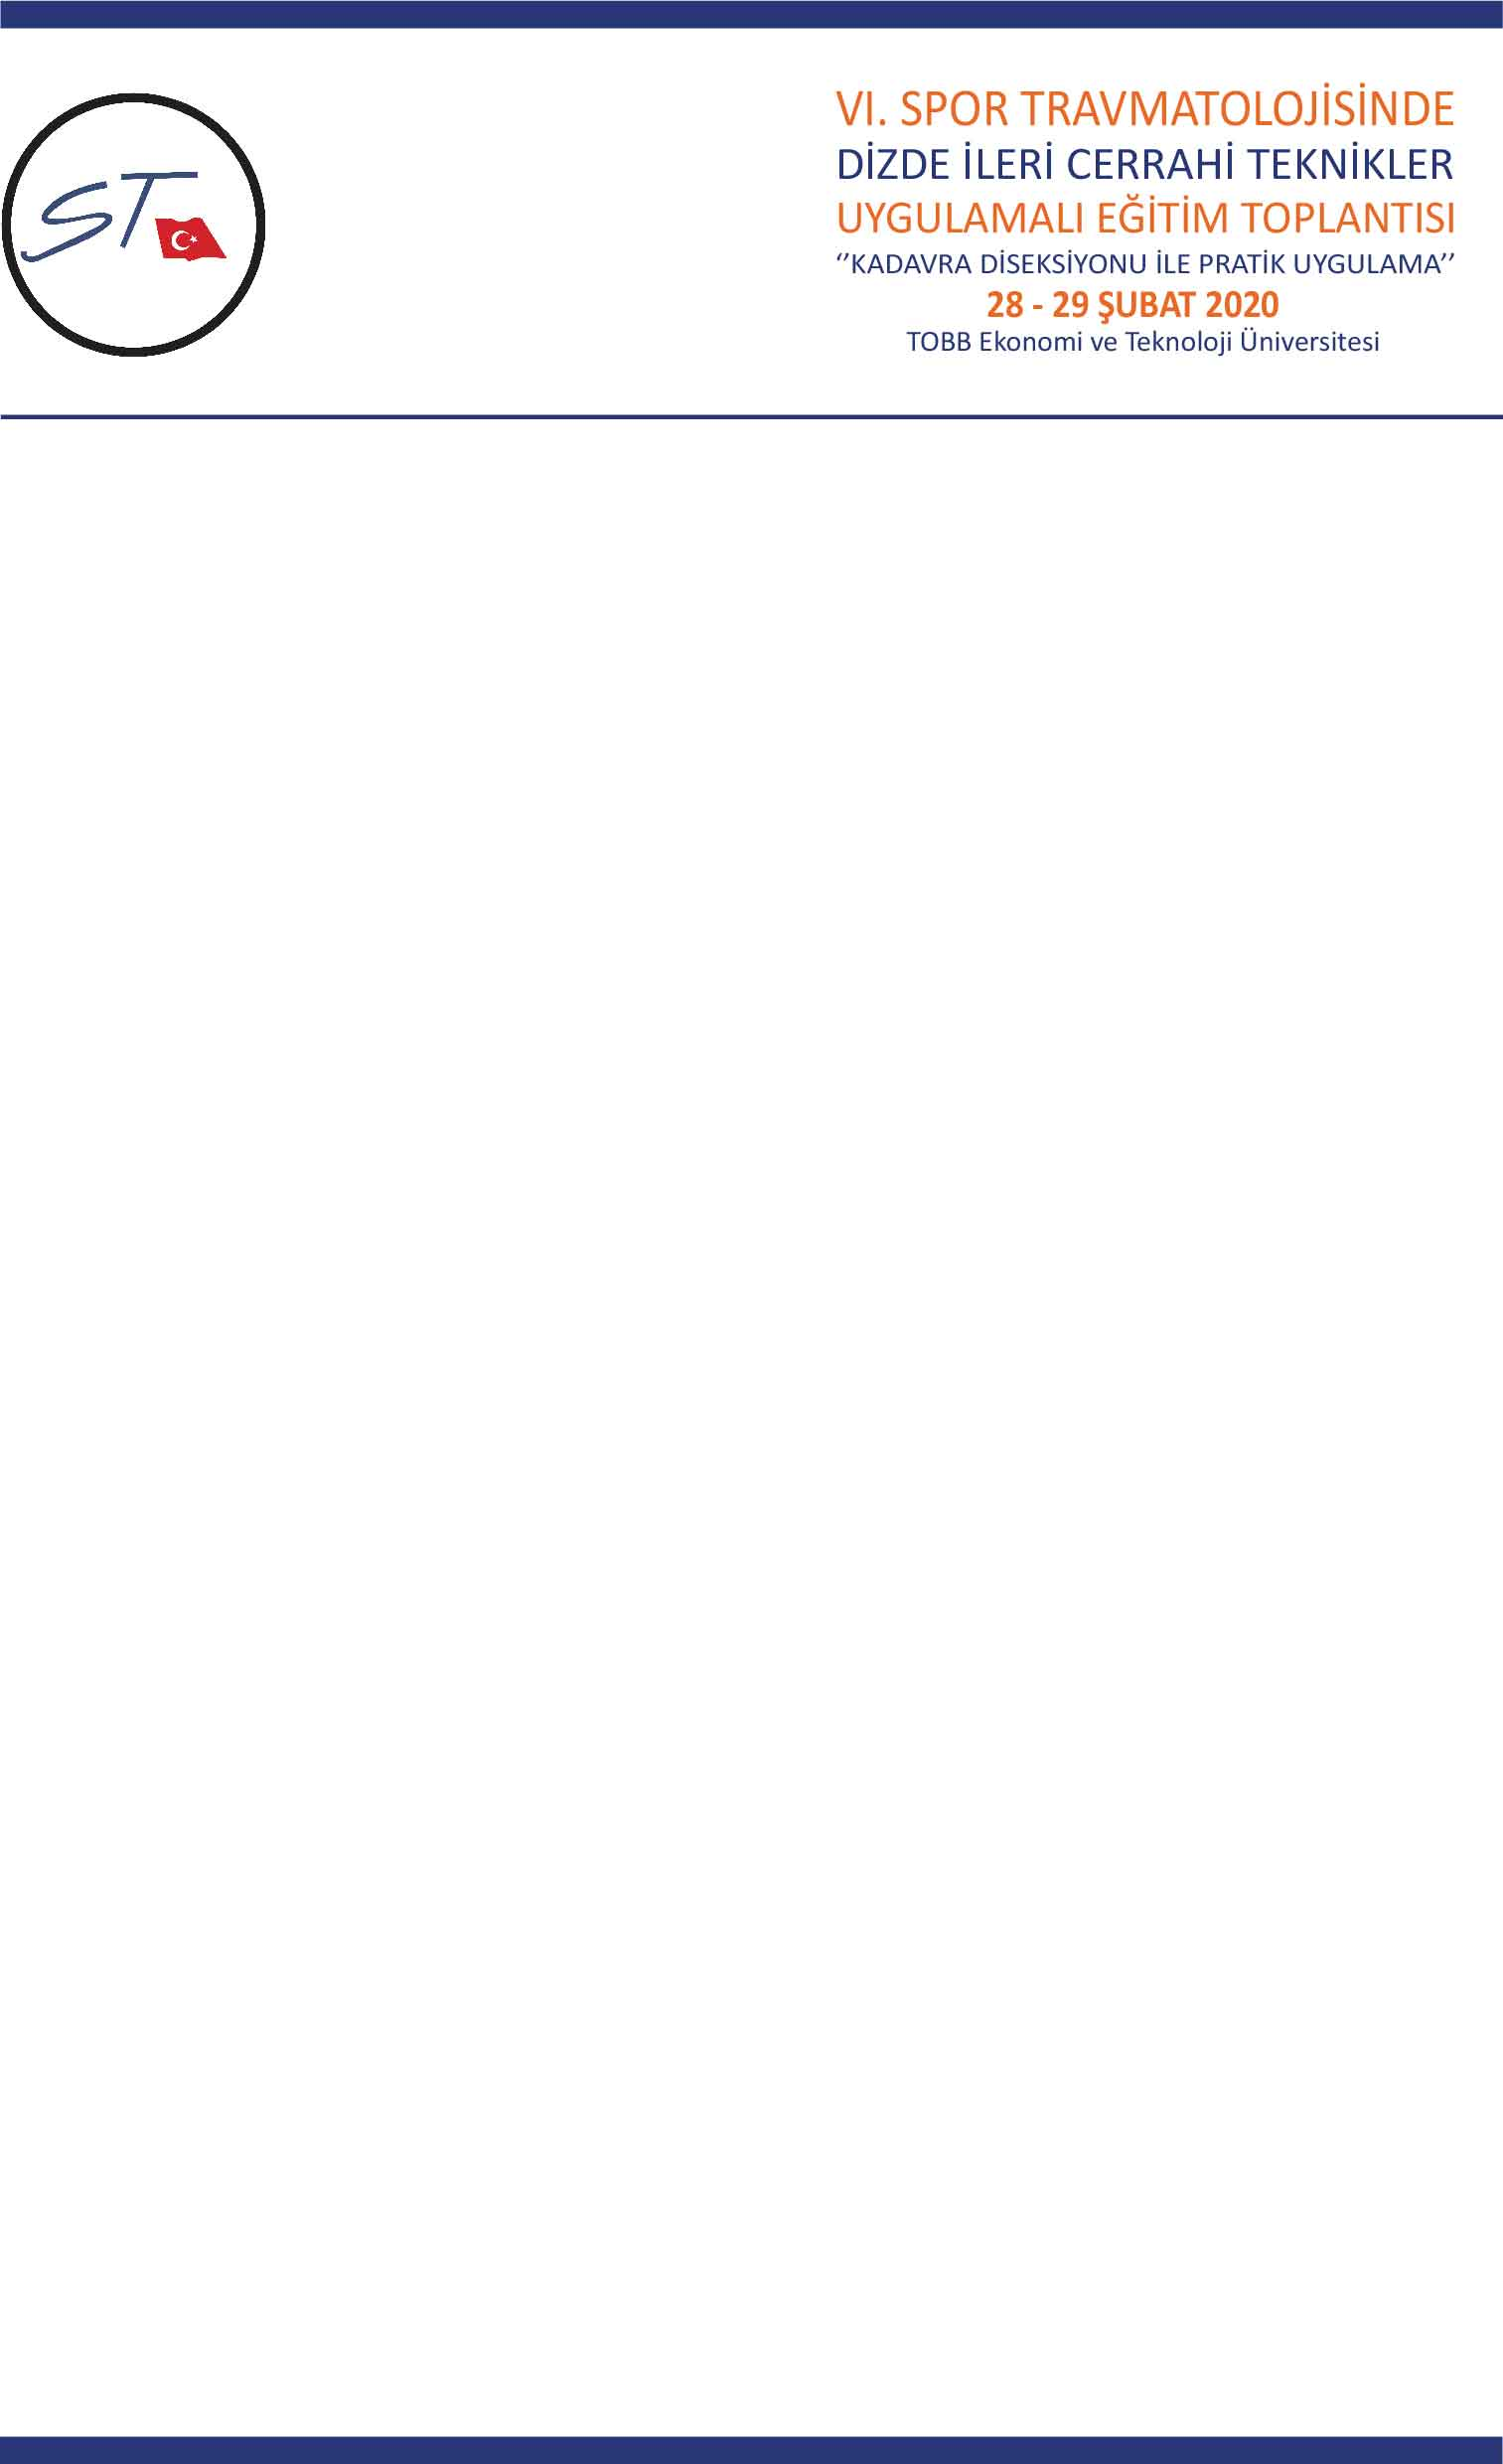 ST
VI. SPOR TRAVMATOLOJİSİNDE
DİZDE İLERİ CERRAHİ TEKNİKLER
UYGULAMALI EĞİTİM TOPLANTISI
‘’KADAVRA DİSEKSİYONU İLE PRATİK UYGULAMA’’
28 - 29 ŞUBAT 2020
TOBB Ekonomi ve Teknoloji Üniversitesi